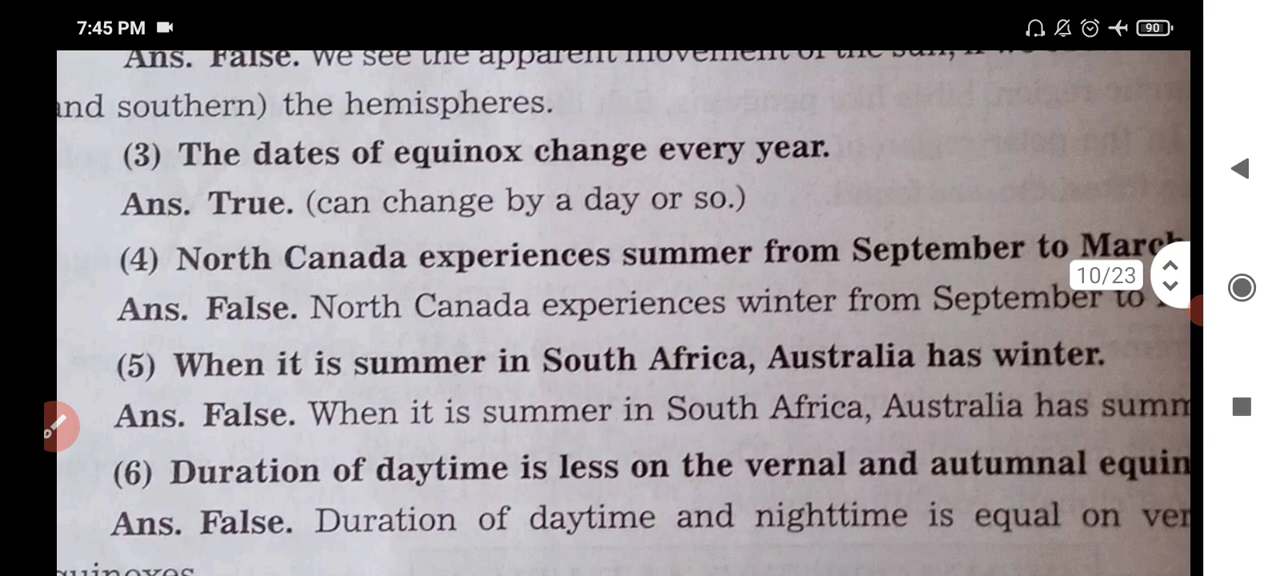 7:45 PM
90
Ans. False. We see the apparent movement of the sun, if we
and southern) the hemispheres.
(3) The dates of equinox change every year.
Ans. True. (can change by a day or so.)
(4) North Canada experiences summer from September to March
10/23
Ans. False. North Canada experiences winter from September to
(5) When it is summer in South Africa, Australia has winter.
Ans. False. When it is summer in South Africa, Australia has summ
(6) Duration of daytime is less on the vernal and autumnal equin
Ans. False. Duration of daytime and nighttime is equal on ver
quinoxes